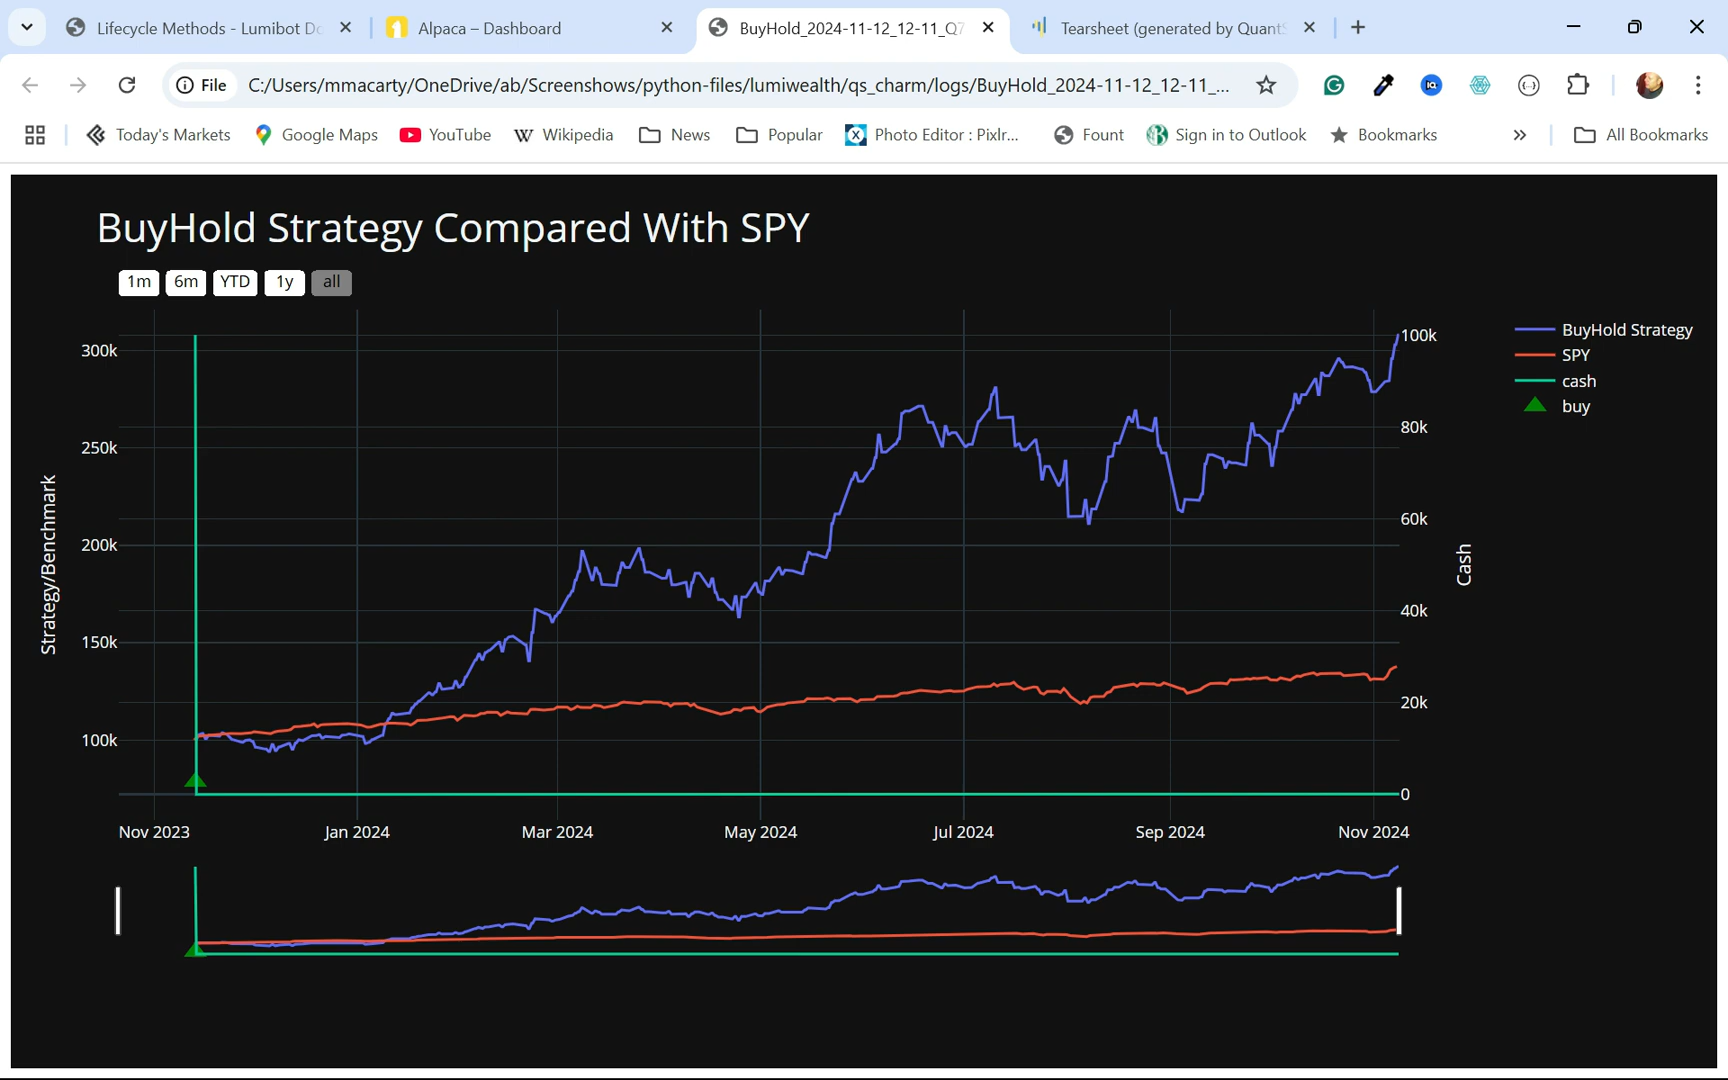 Lifecycle Methods - Lumibot Do
Alpaca – Dashboard
BuyHold_2024-11-12_12-11_Q7
Tearsheet (generated by QuantS
File
C:/Users/mmacarty/OneDrive/ab/Screenshows/python-files/lumiwealth/qs_charm/logs/BuyHold_2024-11-12_12-11_...
Today's Markets
Google Maps
YouTube
Wikipedia
News
Popular
Photo Editor : Pixlr...
Fount
Sign in to Outlook
Bookmarks
»
All Bookmarks
BuyHold Strategy Compared With SPY
1m 6m YTD 1y all
BuyHold Strategy
SPY
cash
buy
Strategy/Benchmark
300k
250k
200k
150k
100k
100k
80k
60k
40k
20k
0
Cash
Nov 2023 Jan 2024 Mar 2024 May 2024 Jul 2024 Sep 2024 Nov 2024